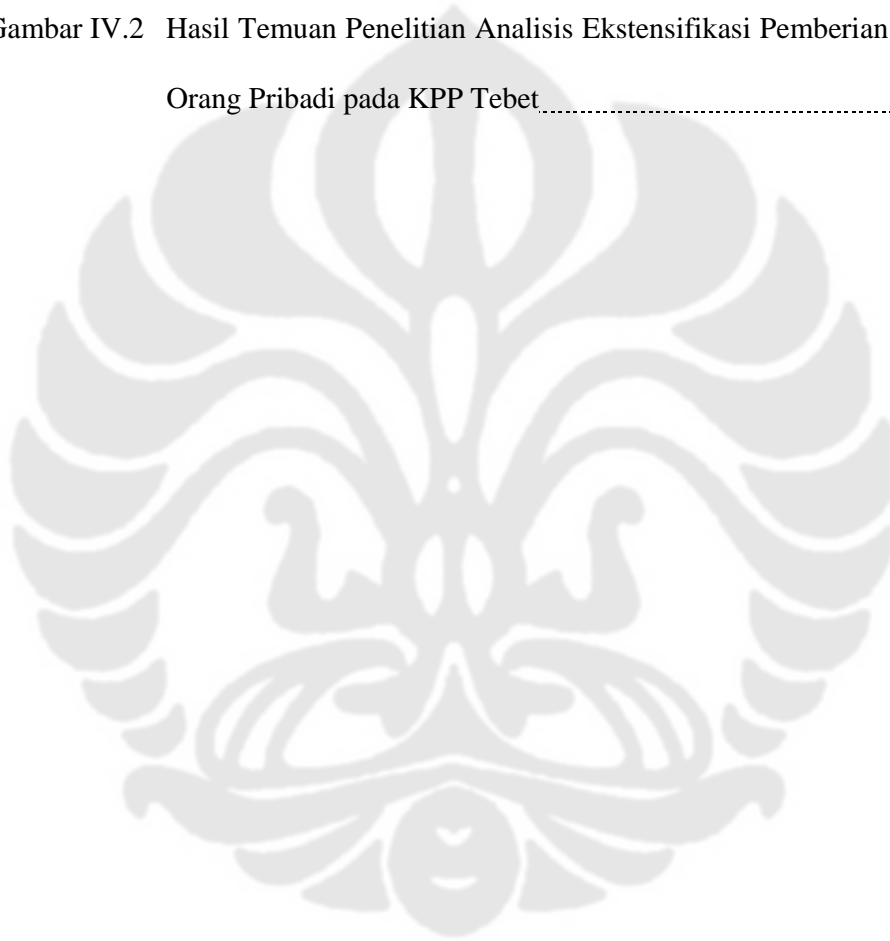 Gambar IV.2 Hasil Temuan Penelitian Analisis Ekstensifikasi Pemberian
Orang Pribadi pada KPP Tebet